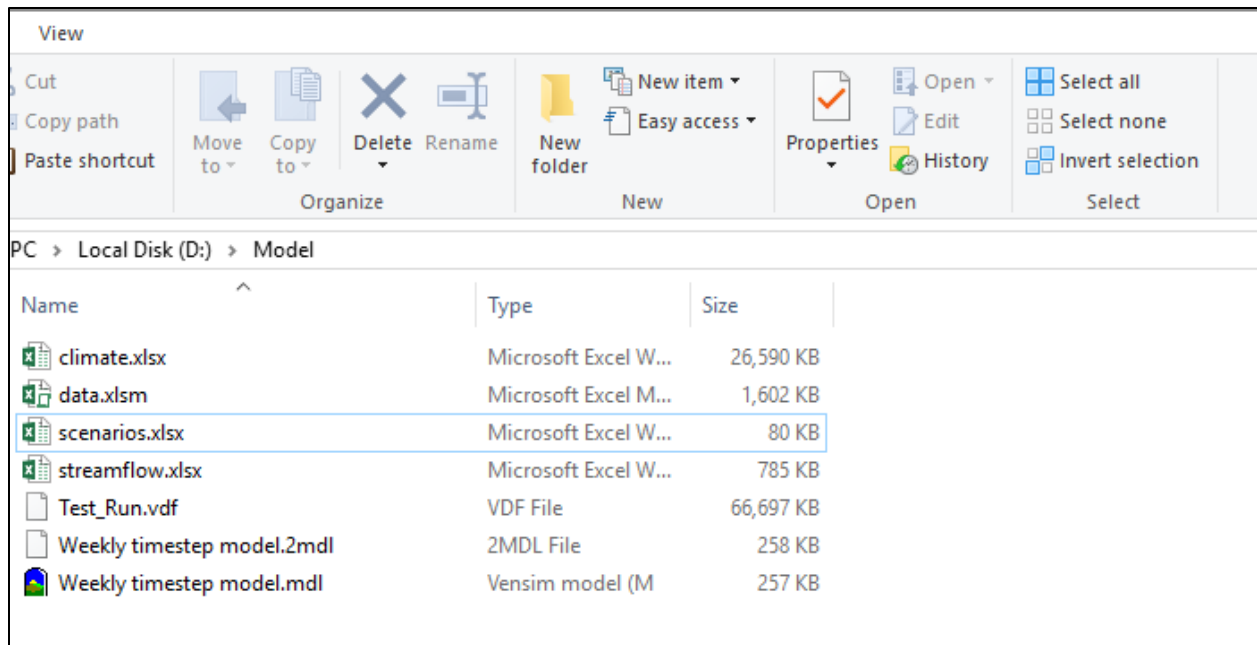 View
Cut
Copy path
Paste shortcut
Move to
Copy to
Delete
Rename
Organize
New folder
New item
Easy access
New
Properties
Open
Edit
History
Open
Select all
Select none
Invert selection
Select
PC > Local Disk (D:) > Model
Name Type Size
climate.xlsx Microsoft Excel W... 26,590 KB
data.xlsm Microsoft Excel M... 1,602 KB
scenarios.xlsx Microsoft Excel W... 80 KB
streamflow.xlsx Microsoft Excel W... 785 KB
Test_Run.vdf VDF File 66,697 KB
Weekly timestep model.2mdl 2MDL File 258 KB
Weekly timestep model.mdl Vensim model (M 257 KB